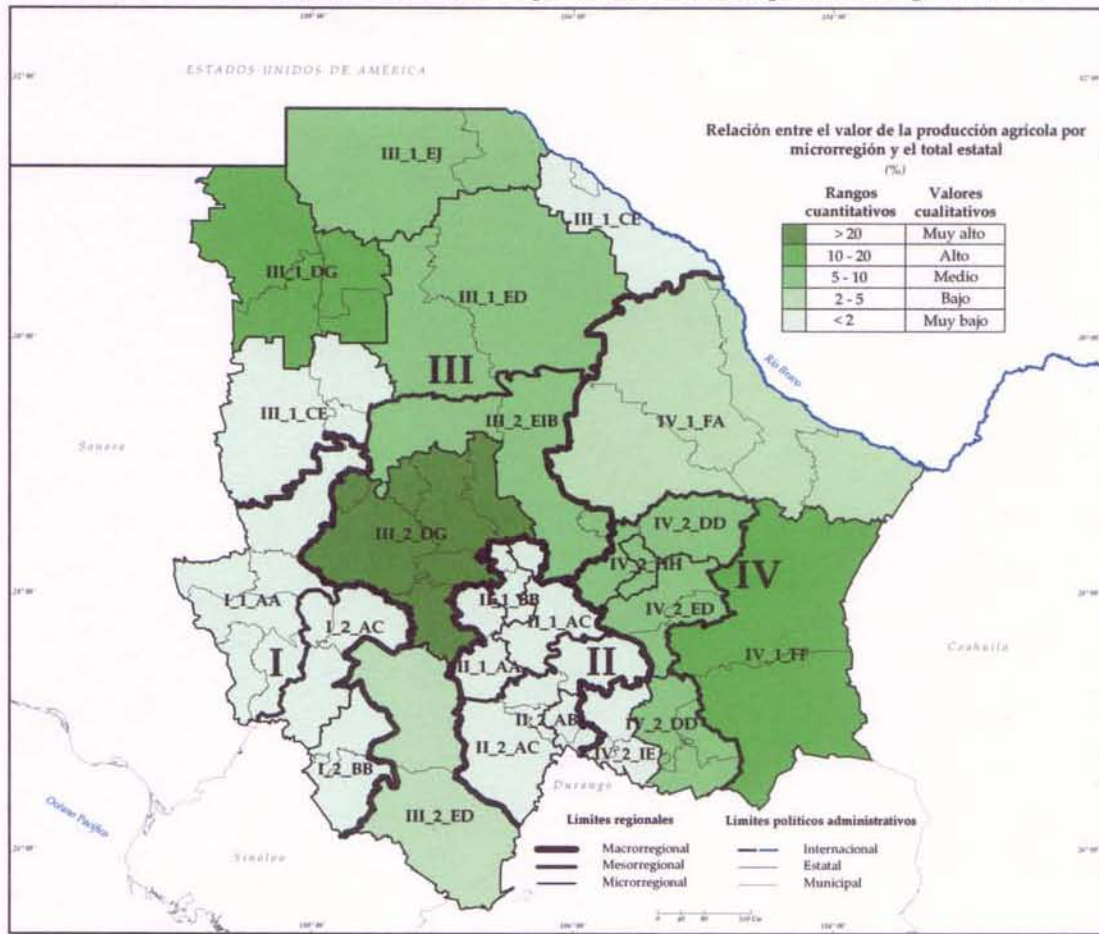 ESTADOS UNIDOS DE AMÉRICA
Relación entre el valor de la producción agrícola por
microrregión y el total estatal
(%)
Rangos cuantitativos Valores cualitativos
> 20 Muy alto
10 - 20 Alto
5 - 10 Medio
2 - 5 Bajo
< 2 Muy bajo
III_1_EJ
III_1_CE
III_1_DG
III_1_ED
III
Río Bravo
III_1_CE
III_2_EIB
IV_1_FA
Sonora
III_2_DG
IV_2_DD
IV_2_HH
IV
I_1_AA
II_1_BB
IV_2_ED
I_2_AC
II_1_AC
Coahuila
I
II_1_AA
II
IV_1_FF
II_2_AB
IV_2_DD
II_2_AC
IV_2_IE
I_2_BB
Durango
Océano Pacífico
III_2_ED
Sinaloa
Límites regionales
Macrorregional
Mesorregional
Microrregional
Límites políticos administrativos
Internacional
Estatal
Municipal